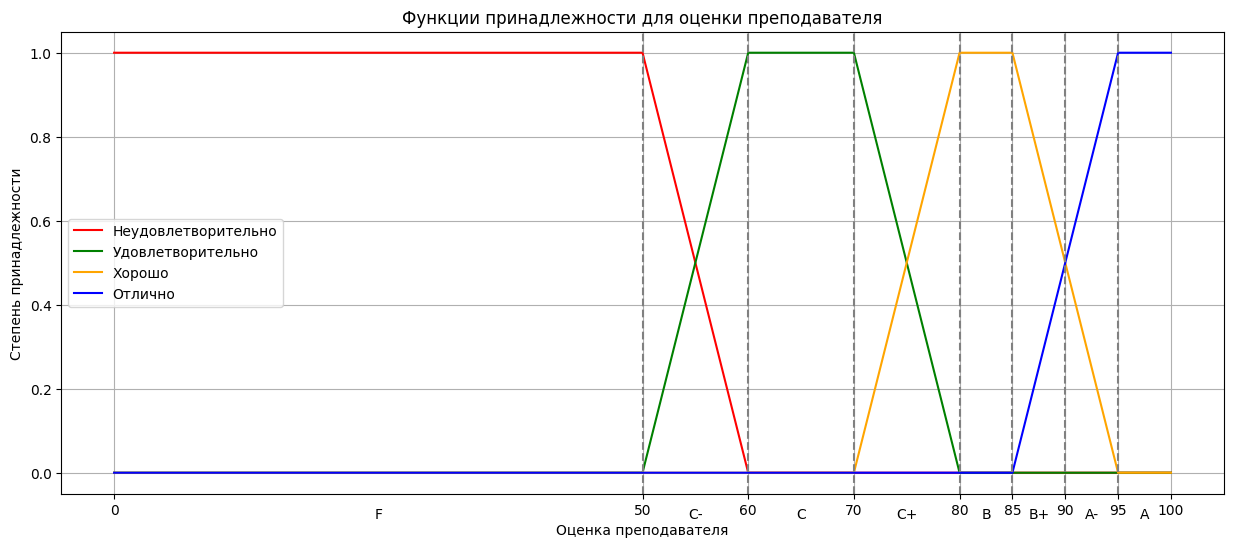 Функции принадлежности для оценки преподавателя
Степень принадлежности
1.0
0.8
0.6
0.4
0.2
0.0
Неудовлетворительно
Удовлетворительно
Хорошо
Отлично
0 50 60 70 80 85 90 95 100
F C- C C+ B B+ A- A
Оценка преподавателя